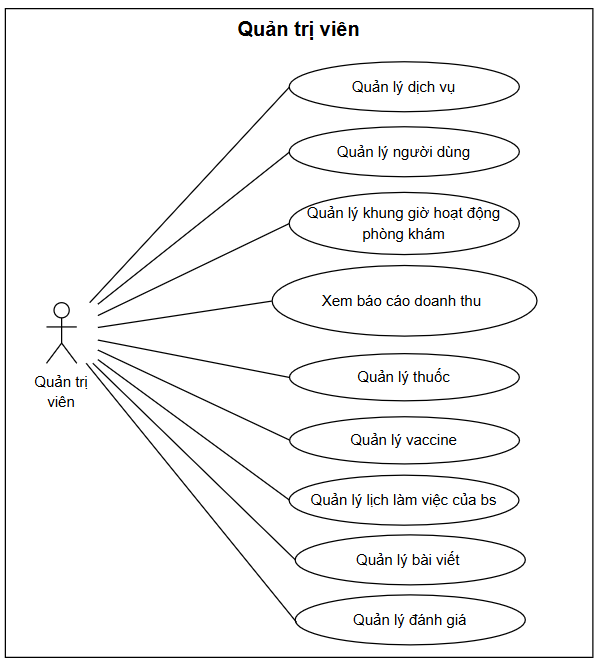 Quản trị viên
Quản lý dịch vụ
Quản lý người dùng
Quản lý khung giờ hoạt động
phòng khám
Xem báo cáo doanh thu
Quản lý thuốc
Quản lý vaccine
Quản lý lịch làm việc của bs
Quản lý bài viết
Quản lý đánh giá
Quản trị
viên